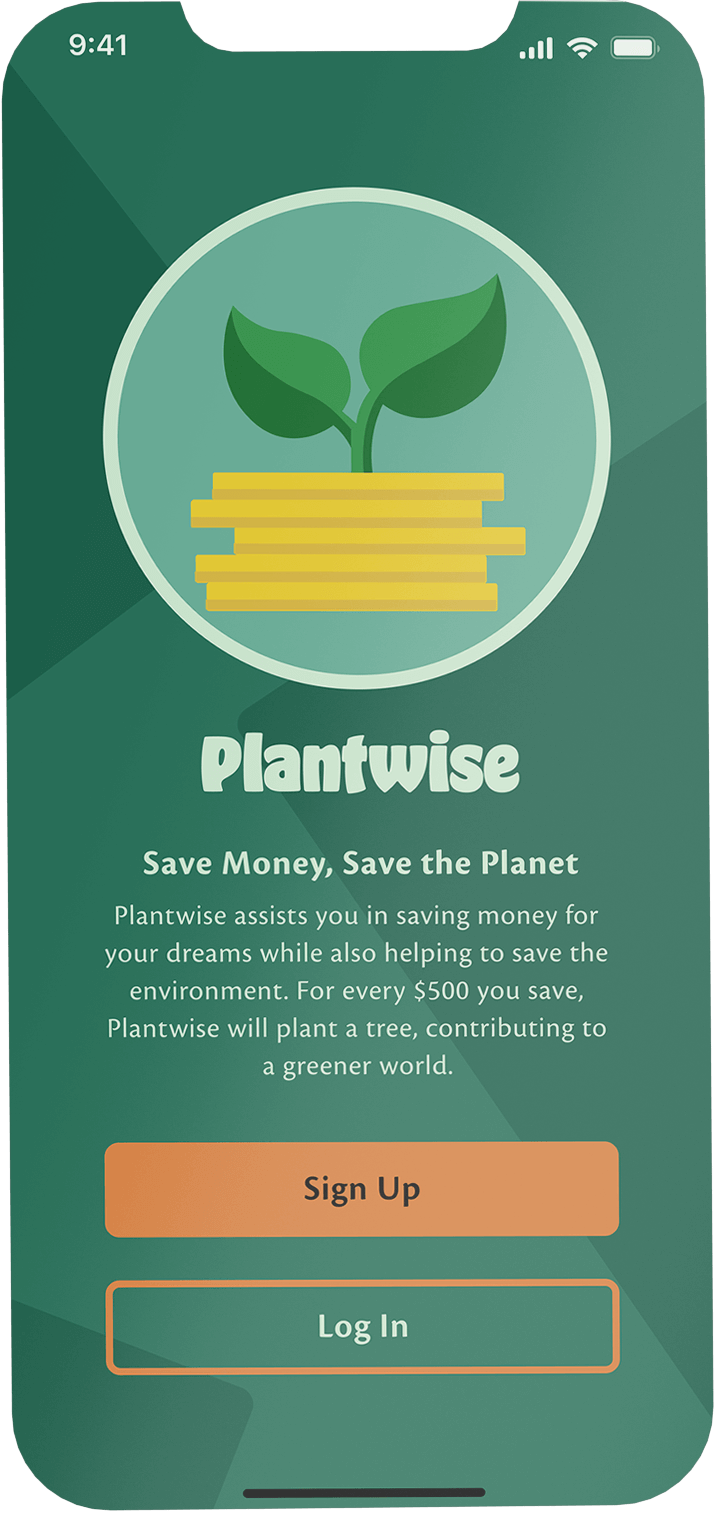 9:41
Plantwise
Save Money, Save the Planet
Plantwise assists you in saving money for
your dreams while also helping to save the
environment. For every $500 you save,
Plantwise will plant a tree, contributing to
a greener world.
Sign Up
Log In